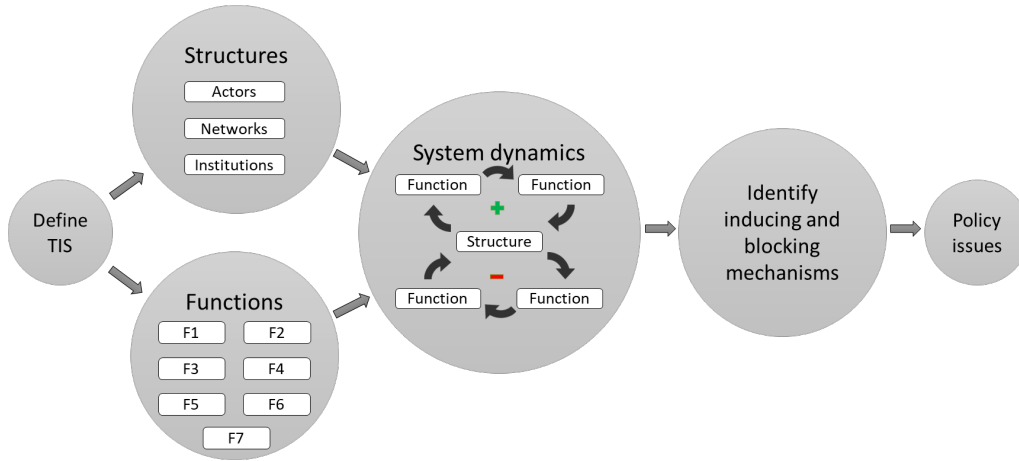 Define
TIS
Structures
Actors
Networks
Institutions
Functions
F1
F2
F3
F4
F5
F6
F7
System dynamics
Function
Function
Structure
Function
Function
Identify
inducing and
blocking
mechanisms
Policy
issues